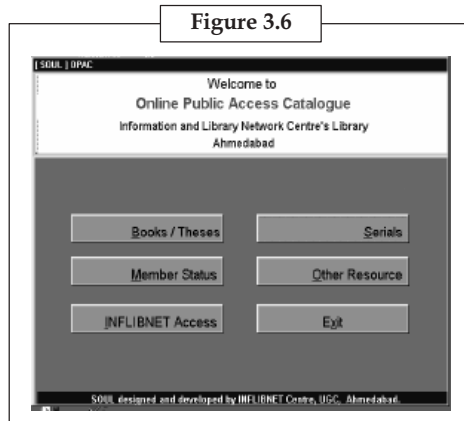 Figure 3.6
[ SOUL ] OPAC
Welcome to
Online Public Access Catalogue
Information and Library Network Centre's Library
Ahmedabad
Books / Theses
Serials
Member Status
Other Resource
INFLIBNET Access
Exit
SOUL designed and developed by INFLIBNET Centre, UGC, Ahmedabad.